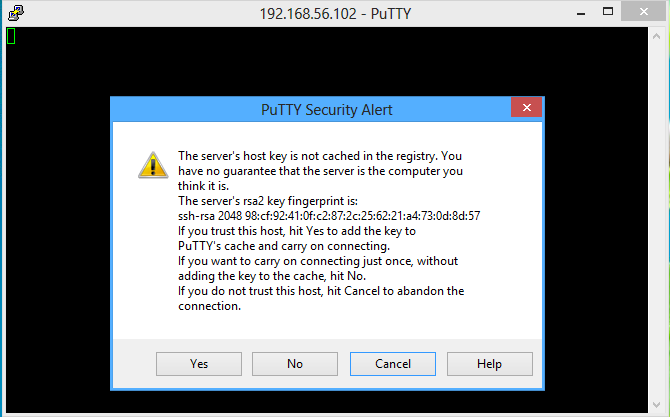 192.168.56.102 - PuTTY
PuTTY Security Alert
The server's host key is not cached in the registry. You
have no guarantee that the server is the computer you
think it is.
The server's rsa2 key fingerprint is:
ssh-rsa 2048 98:cf:92:41:0f:c2:87:2c:25:62:21:a4:73:0d:8d:57
If you trust this host, hit Yes to add the key to
PuTTY's cache and carry on connecting.
If you want to carry on connecting just once, without
adding the key to the cache, hit No.
If you do not trust this host, hit Cancel to abandon the
connection.
Yes
No
Cancel
Help